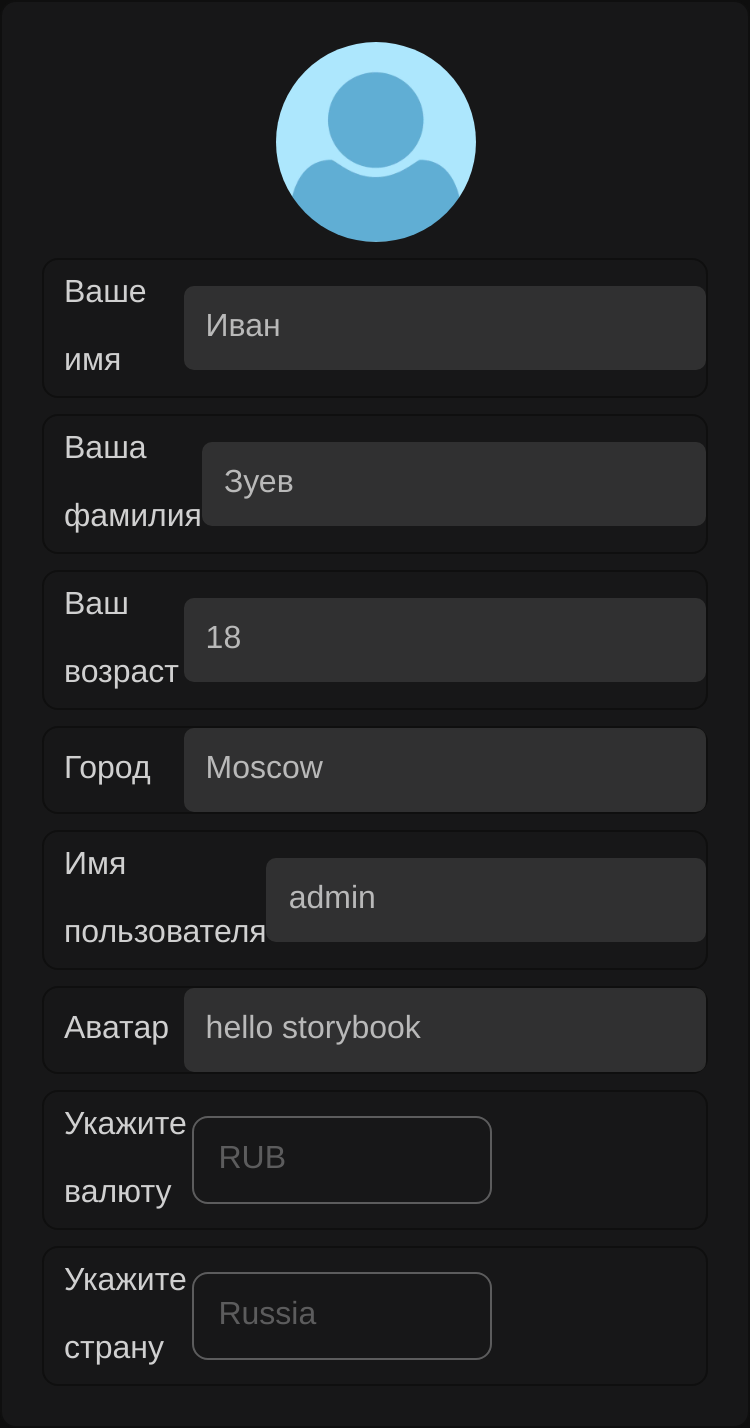 Ваше
имя
Иван
Ваша
фамилия
Зуев
Ваш
возраст
18
Город
Moscow
Имя
пользователя
admin
Аватар
hello storybook
Укажите
валюту
RUB
Укажите
страну
Russia